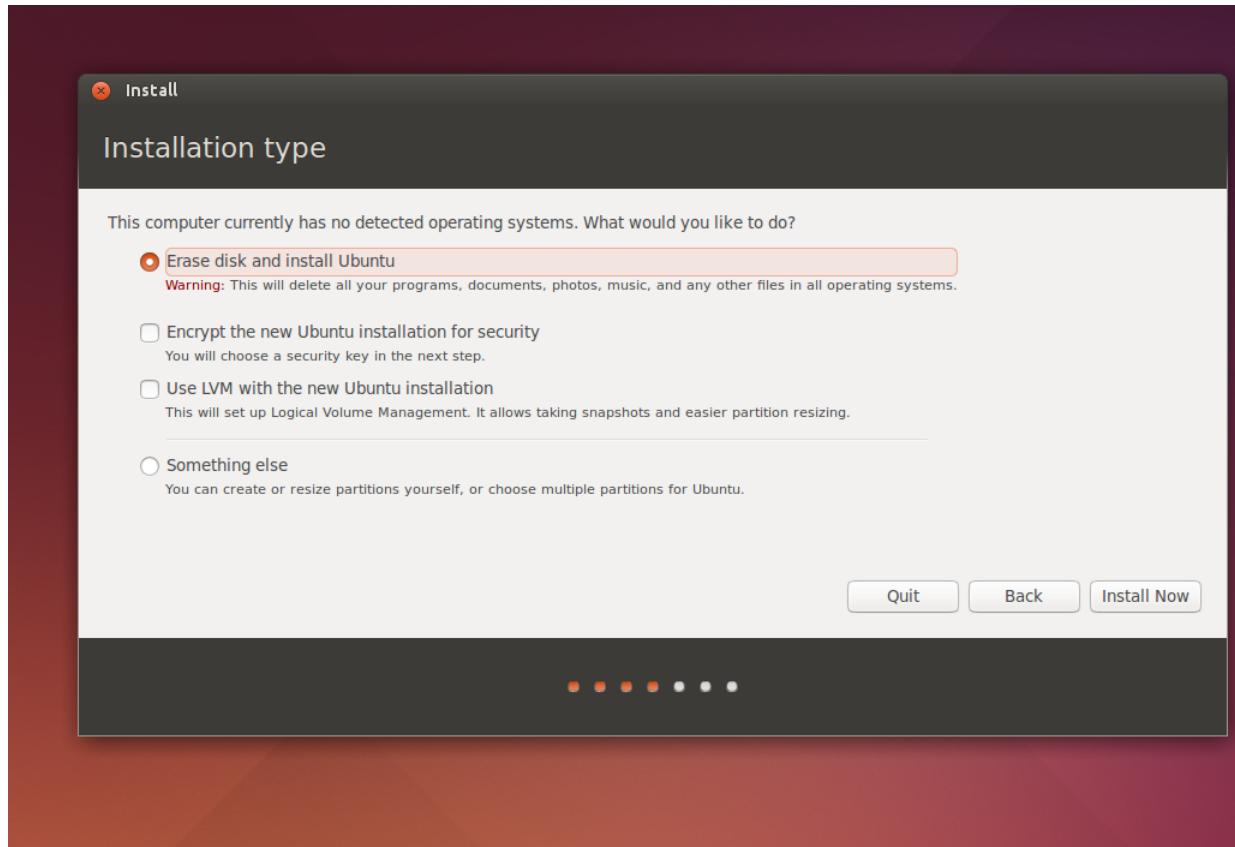 Install
Installation type
This computer currently has no detected operating systems. What would you like to do?
Erase disk and install Ubuntu
Warning: This will delete all your programs, documents, photos, music, and any other files in all operating systems.
Encrypt the new Ubuntu installation for security
You will choose a security key in the next step.
Use LVM with the new Ubuntu installation
This will set up Logical Volume Management. It allows taking snapshots and easier partition resizing.
Something else
You can create or resize partitions yourself, or choose multiple partitions for Ubuntu.
Quit Back Install Now